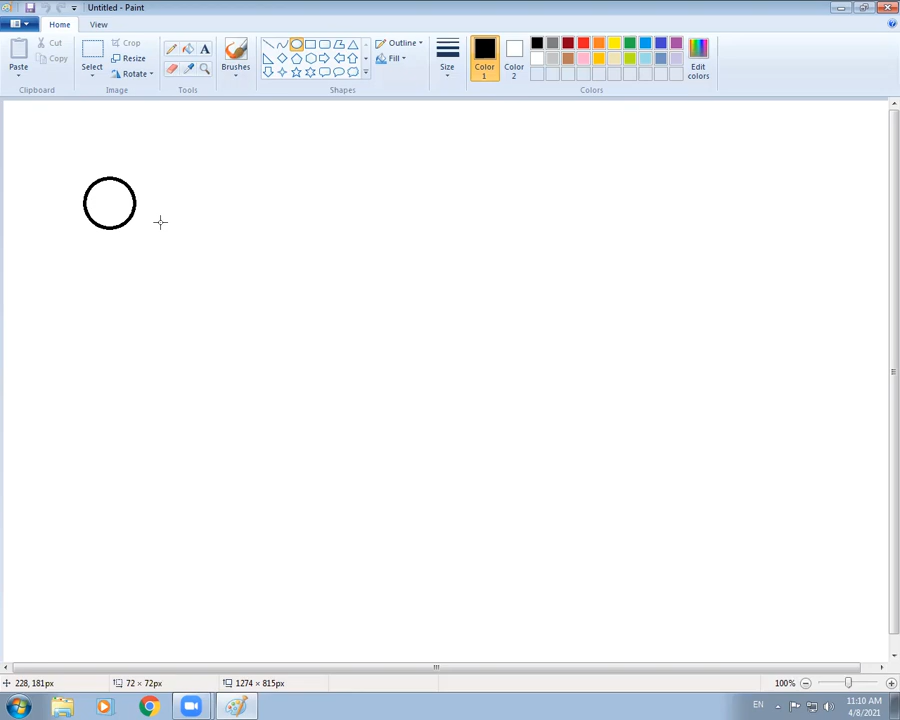 Untitled - Paint
Home View
Paste
Cut
Copy
Clipboard
Select
Crop
Resize
Rotate
Image
A
Tools
Brushes
Outline
Fill
Shapes
Size
Color
1
Color
2
Edit
colors
Colors
228, 181px
72 × 72px
1274 × 815px
100%
EN
11:10 AM
4/8/2021